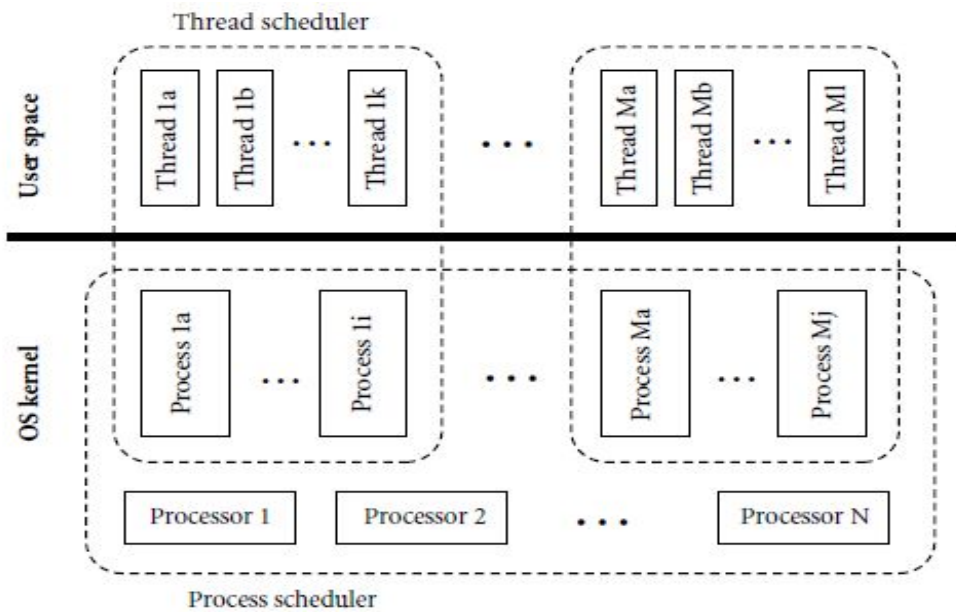 Thread scheduler
User space
Thread 1a
Thread 1b
...
Thread 1k
...
Thread Ma
Thread Mb
...
Thread Ml
OS kernel
Process 1a
...
Process 1i
...
Process Ma
...
Process Mj
Processor 1
Processor 2
...
Processor N
Process scheduler